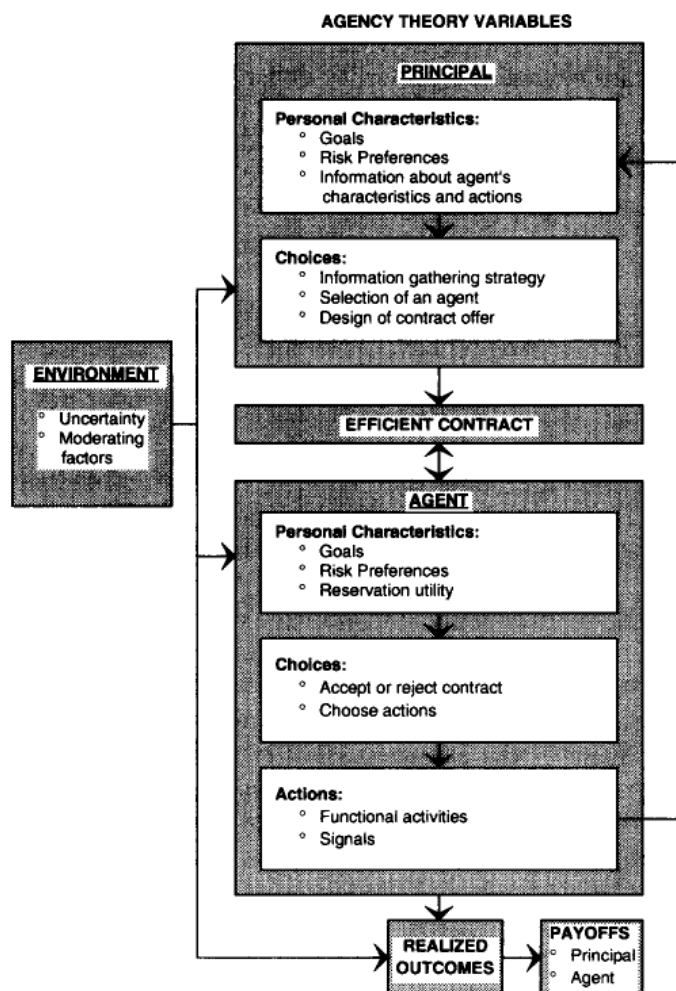 AGENCY THEORY VARIABLES
PRINCIPAL
Personal Characteristics:
° Goals
° Risk Preferences
° Information about agent's
characteristics and actions
Choices:
° Information gathering strategy
° Selection of an agent
° Design of contract offer
ENVIRONMENT
° Uncertainty
° Moderating
factors
EFFICIENT CONTRACT
AGENT
Personal Characteristics:
° Goals
° Risk Preferences
° Reservation utility
Choices:
° Accept or reject contract
° Choose actions
Actions:
° Functional activities
° Signals
REALIZED
OUTCOMES
PAYOFFS
° Principal
° Agent